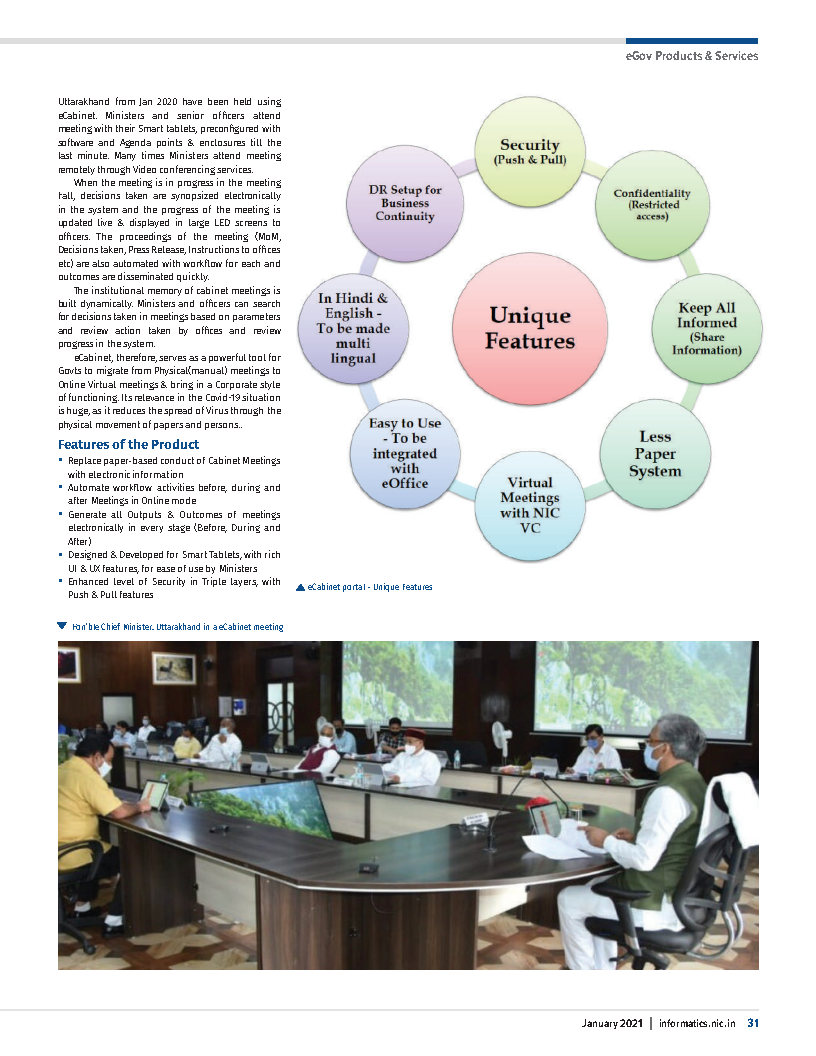 eGov Products & Services
Uttarakhand from Jan 2020 have been held using
eCabinet. Ministers and senior officers attend
meeting with their Smart tablets, preconfigured with
software and Agenda points & enclosures till the
last minute. Many times Ministers attend meeting
remotely through Video conferencing services.
When the meeting is in progress in the meeting
hall, decisions taken are synopsized electronically
in the system and the progress of the meeting is
updated live & displayed in large LED screens to
officers. The proceedings of the meeting (MoM,
Decisions taken, Press Release, Instructions to offices
etc) are also automated with workflow for each and
outcomes are disseminated quickly.
The institutional memory of cabinet meetings is
built dynamically. Ministers and officers can search
for decisions taken in meetings based on parameters
and review action taken by offices and review
progress in the system.
eCabinet, therefore, serves as a powerful tool for
Govts to migrate from Physical(manual) meetings to
Online Virtual meetings & bring in a Corporate style
of functioning. Its relevance in the Covid-19 situation
is huge, as it reduces the spread of Virus through the
physical movement of papers and persons..
Features of the Product
• Replace paper-based conduct of Cabinet Meetings
with electronic information
• Automate workflow activities before, during and
after Meetings in Online mode
• Generate all Outputs & Outcomes of meetings
electronically in every stage (Before, During and
After)
• Designed & Developed for Smart Tablets, with rich
UI & UX features, for ease of use by Ministers
• Enhanced level of Security in Triple layers, with
Push & Pull features
Security
(Push & Pull)
Confidentiality
(Restricted
access)
Keep All
Informed
(Share
Information)
Less
Paper
System
Virtual
Meetings
with NIC
VC
Easy to Use
- To be
integrated
with
eOffice
In Hindi &
English -
To be made
multi
lingual
DR Setup for
Business
Continuity
Unique
Features
▲ eCabinet portal - Unique Features
▼ Hon'ble Chief Minister, Uttarakhand in a eCabinet meeting
January 2021 | informatics.nic.in 31